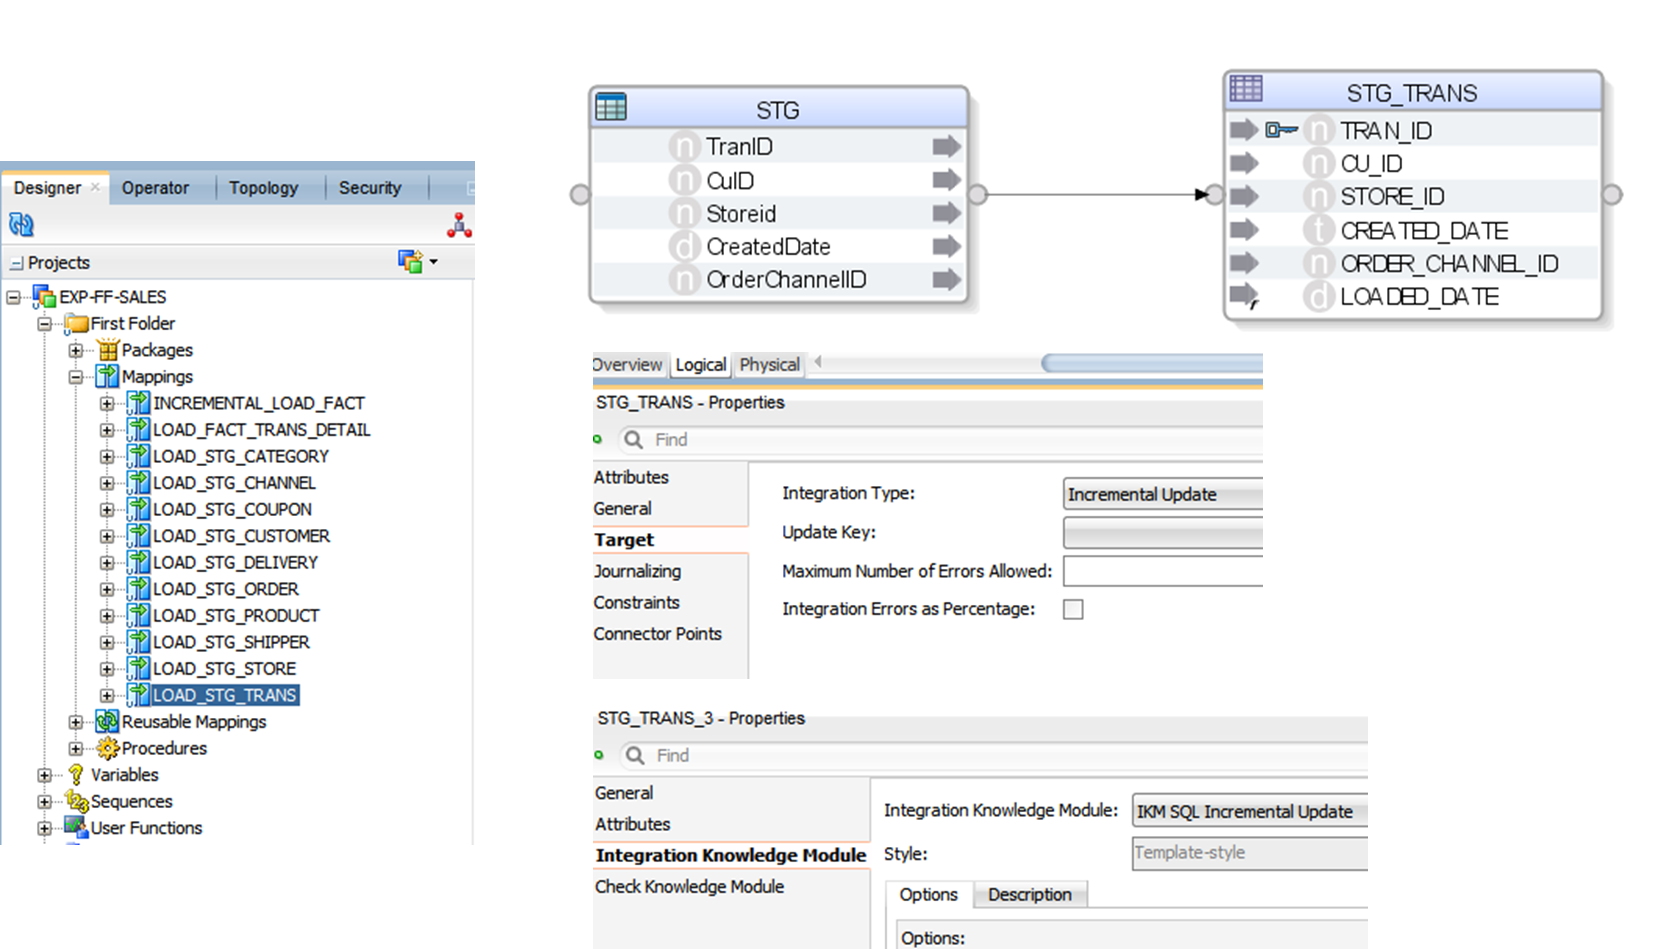 Designer Operator Topology Security
Projects
EXP-FF-SALES
First Folder
Packages
Mappings
INCREMENTAL_LOAD_FACT
LOAD_FACT_TRANS_DETAIL
LOAD_STG_CATEGORY
LOAD_STG_CHANNEL
LOAD_STG_COUPON
LOAD_STG_CUSTOMER
LOAD_STG_DELIVERY
LOAD_STG_ORDER
LOAD_STG_PRODUCT
LOAD_STG_SHIPPER
LOAD_STG_STORE
LOAD_STG_TRANS
Reusable Mappings
Procedures
Variables
Sequences
User Functions
STG
n TranID
n CuID
n Storeid
d CreatedDate
n OrderChannelID
STG_TRANS
n TRAN_ID
n CU_ID
n STORE_ID
t CREATED_DATE
n ORDER_CHANNEL_ID
d LOADED_DATE
Overview Logical Physical
STG_TRANS - Properties
Find
Attributes
General
Target
Journalizing
Constraints
Connector Points
Integration Type: Incremental Update
Update Key:
Maximum Number of Errors Allowed:
Integration Errors as Percentage:
STG_TRANS_3 - Properties
Find
General
Attributes
Integration Knowledge Module
Check Knowledge Module
Integration Knowledge Module: IKM SQL Incremental Update
Style: Template-style
Options Description
Options: